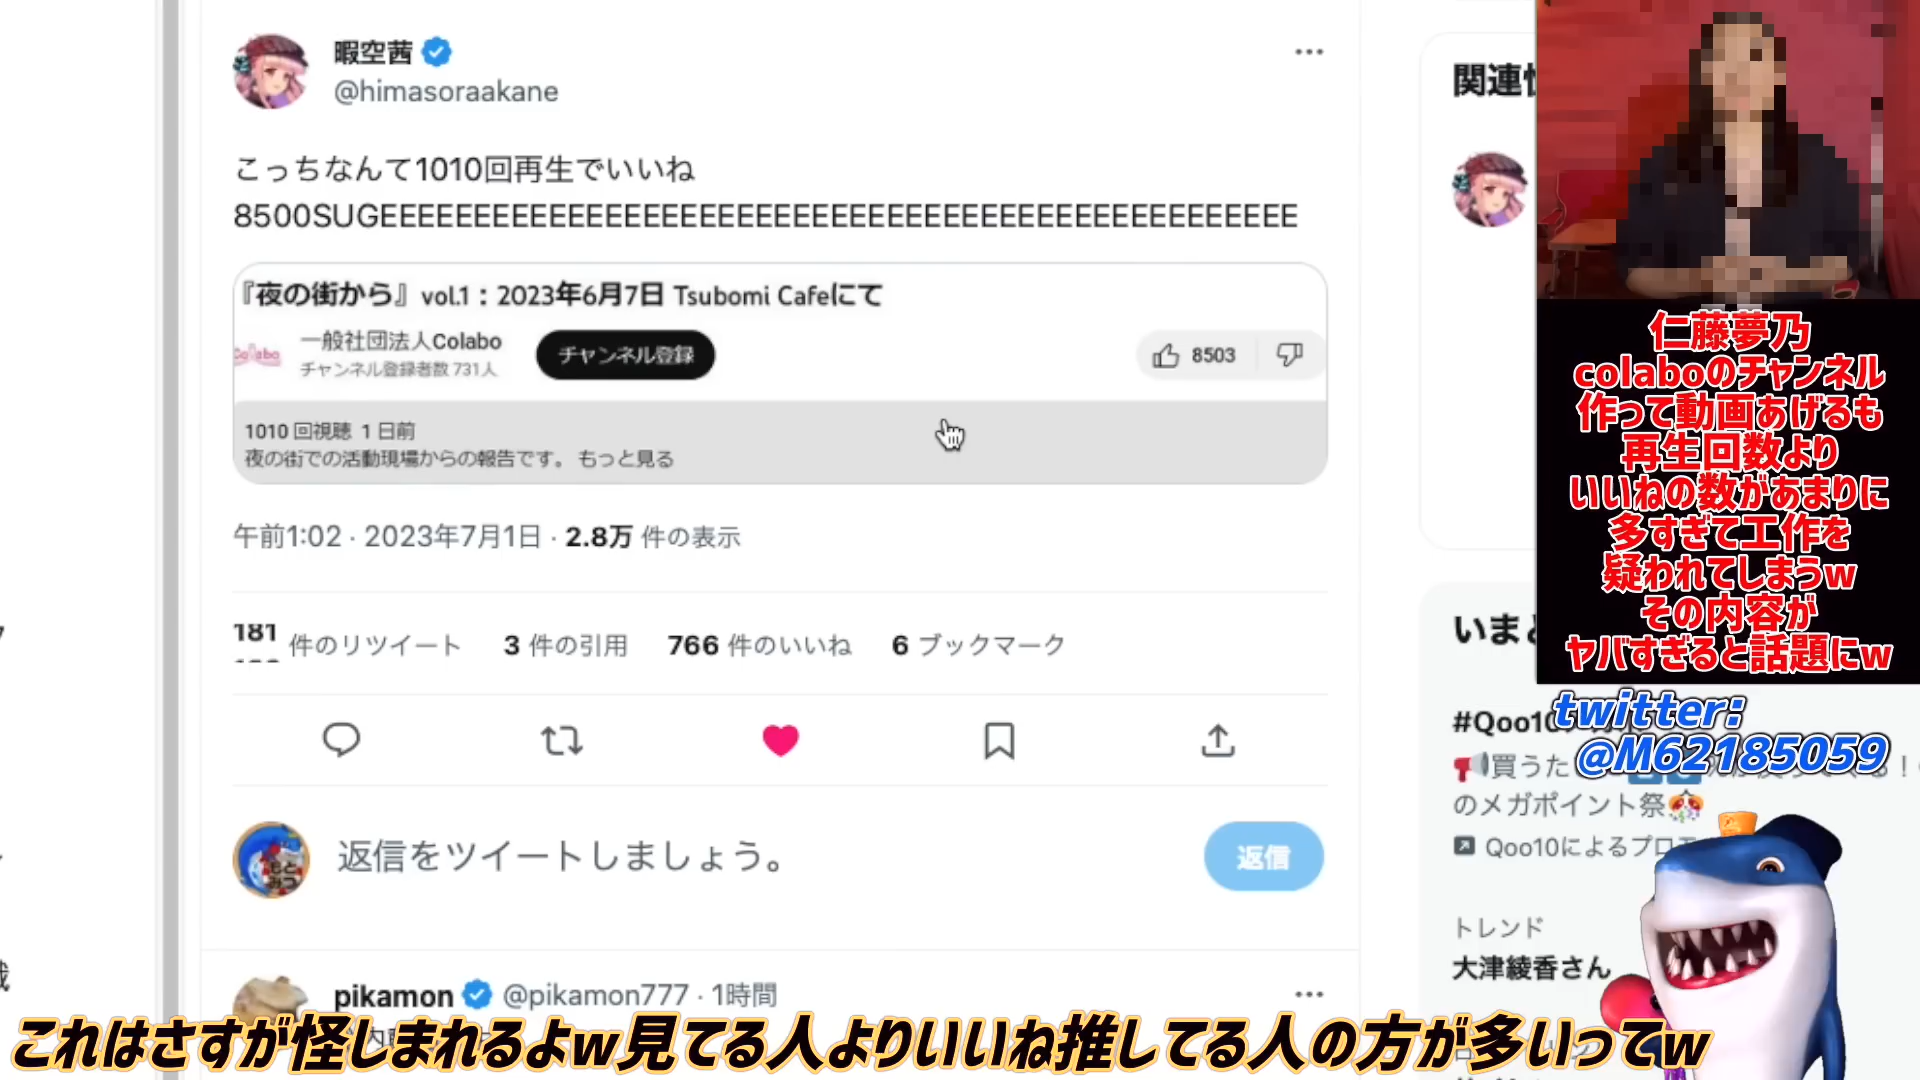 暇空茜
@himasoraakane
こっちなんて1010回再生でいいね
8500SUGEEEEEEEEEEEEEEEEEEEEEEEEEEEEEEEEEEEEEEEEEEEEEEEEE
『夜の街から』vol.1:2023年6月7日 Tsubomi Cafeにて
Colabo
一般社団法人Colabo
チャンネル登録者数 731人
チャンネル登録
8503
1010 回視聴 1 日前
夜の街での活動現場からの報告です。 もっと見る
午前1:02 · 2023年7月1日 · 2.8万 件の表示
181 件のリツイート 3 件の引用 766 件のいいね 6 ブックマーク
もとみつ
返信をツイートしましょう。
返信
pikamon @pikamon777 · 1時間
関連
いま
#Qoo10
買うた
のメガポイント祭
Qoo10によるプロモ
トレンド
大津綾香さん
仁藤夢乃
colaboのチャンネル
作って動画あげるも
再生回数より
いいねの数があまりに
多すぎて工作を
疑われてしまうw
その内容が
ヤバすぎると話題にw
twitter:
@M62185059
これはさすが怪しまれるよw見てる人よりいいね推してる人の方が多いってw